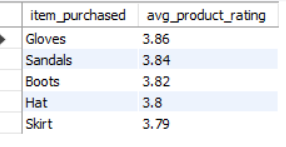 item_purchased avg_product_rating
Gloves 3.86
Sandals 3.84
Boots 3.82
Hat 3.8
Skirt 3.79